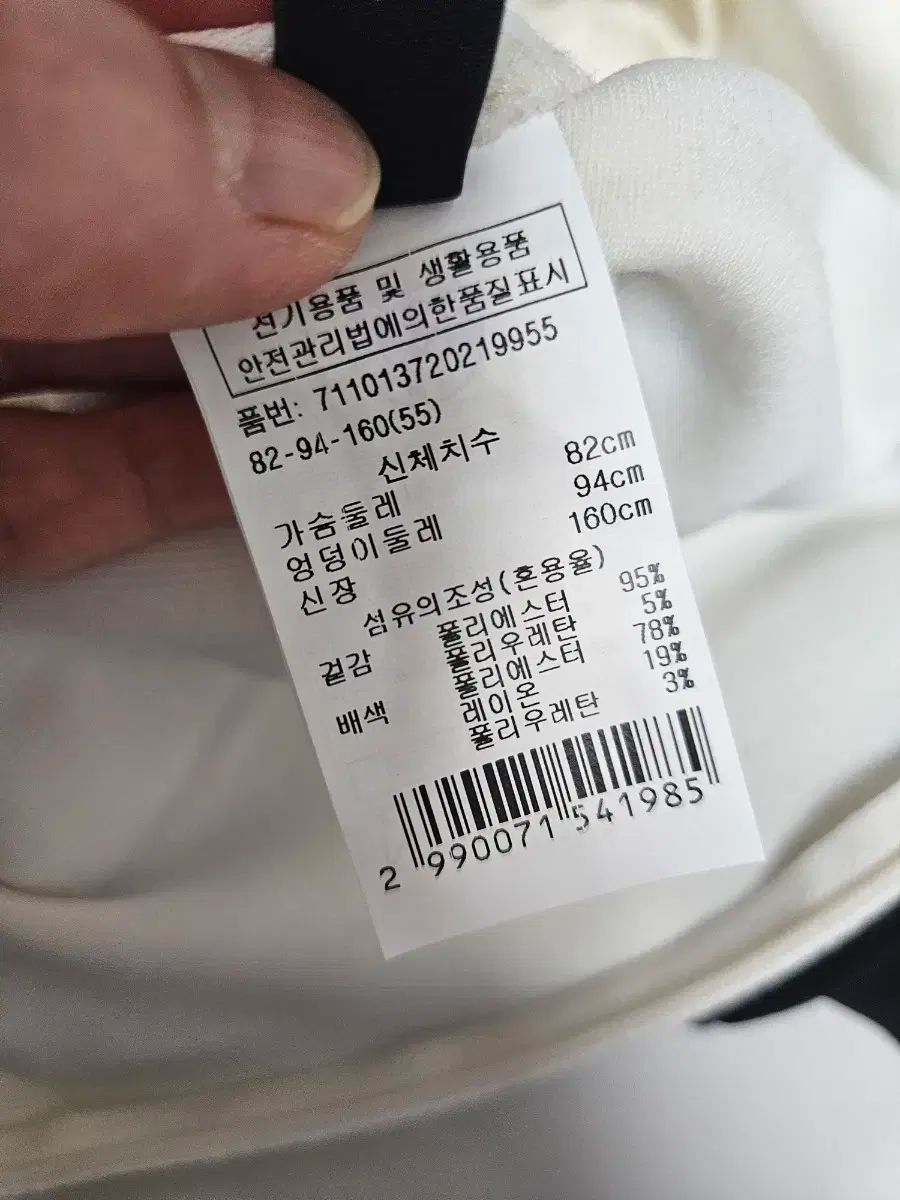 전기용품 및 생활용품
안전관리법에의한품질표시
품번: 711013720219955
82-94-160(55)
신체치수
가슴둘레 82cm
엉덩이둘레 94cm
신장 160cm
섬유의조성(혼용율)
겉감 폴리에스터 95%
폴리우레탄 5%
배색 폴리에스터 78%
레이온 19%
폴리우레탄 3%
2 990071 541985